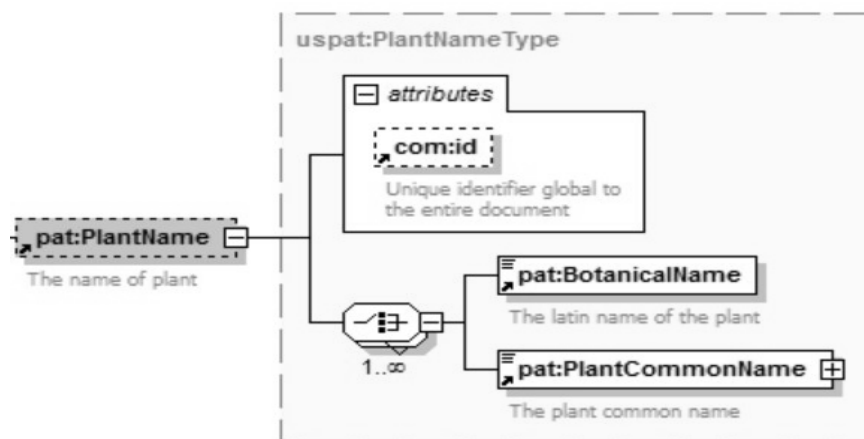 uspat:PlantNameType
attributes
com:id
Unique identifier global to
the entire document
pat:PlantName
The name of plant
pat:BotanicalName
The latin name of the plant
1..∞
pat:PlantCommonName
The plant common name